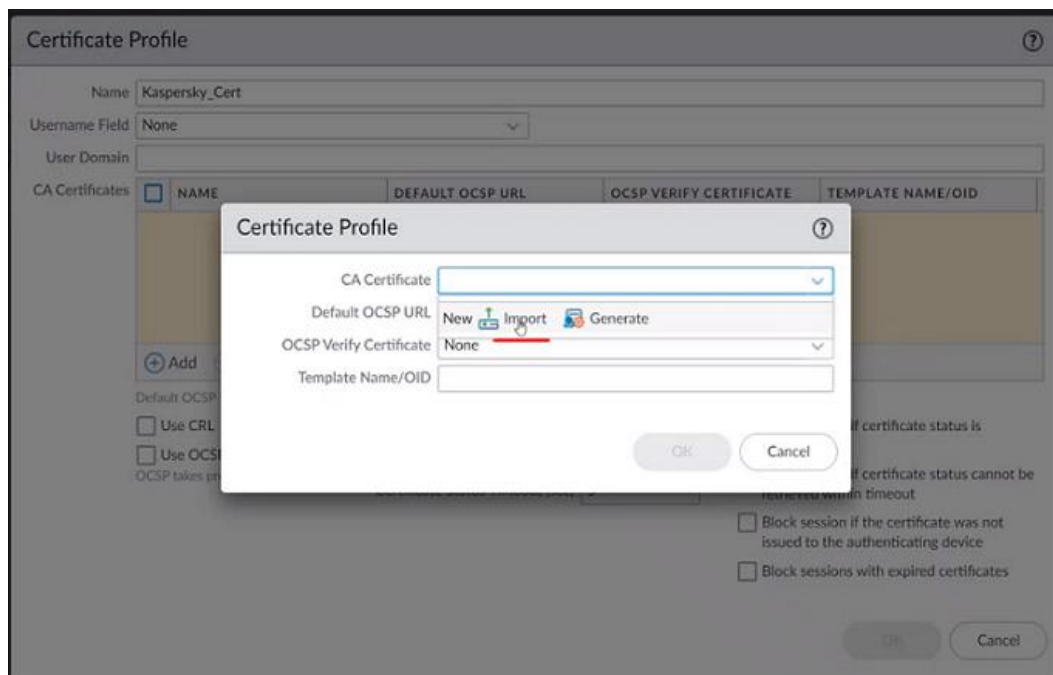 Certificate Profile
Name Kaspersky_Cert
Username Field None
User Domain
CA Certificates NAME DEFAULT OCSP URL OCSP VERIFY CERTIFICATE TEMPLATE NAME/OID
Certificate Profile
CA Certificate
Default OCSP URL New Import Generate
OCSP Verify Certificate None
Template Name/OID
OK Cancel
Add
Default OCSP
Use CRL
if certificate status is
Use OCSP
OCSP takes
if certificate status cannot be
retrieved within timeout
Block session if the certificate was not
issued to the authenticating device
Block sessions with expired certificates
OK Cancel